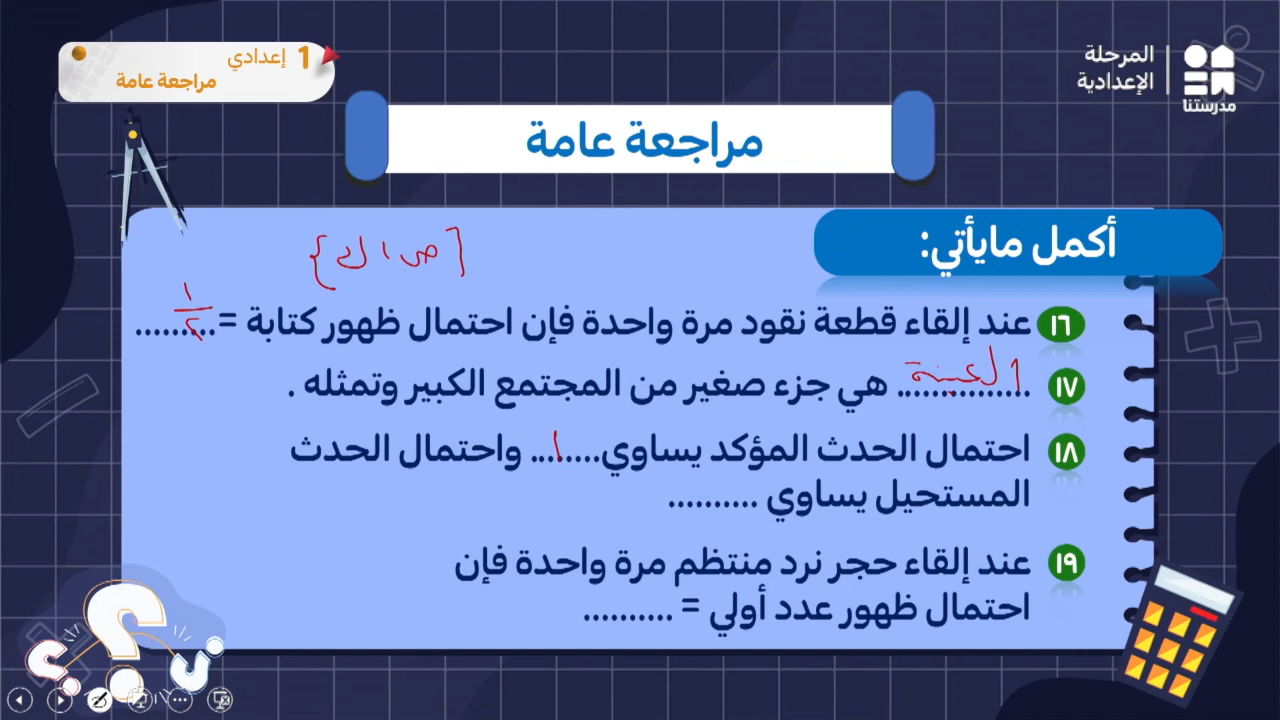 المرحلة
الإعدادية
مدرستنا
1 إعدادي
مراجعة عامة
مراجعة عامة
أكمل مايأتي:
{ص ، ك}
١٦ عند إلقاء قطعة نقود مرة واحدة فإن احتمال ظهور كتابة = ١/٢ ..........
١٧ العينة ............... هي جزء صغير من المجتمع الكبير وتمثله .
١٨ احتمال الحدث المؤكد يساوي....١.... واحتمال الحدث
المستحيل يساوي ..........
١٩ عند إلقاء حجر نرد منتظم مرة واحدة فإن
احتمال ظهور عدد أولي = ..........